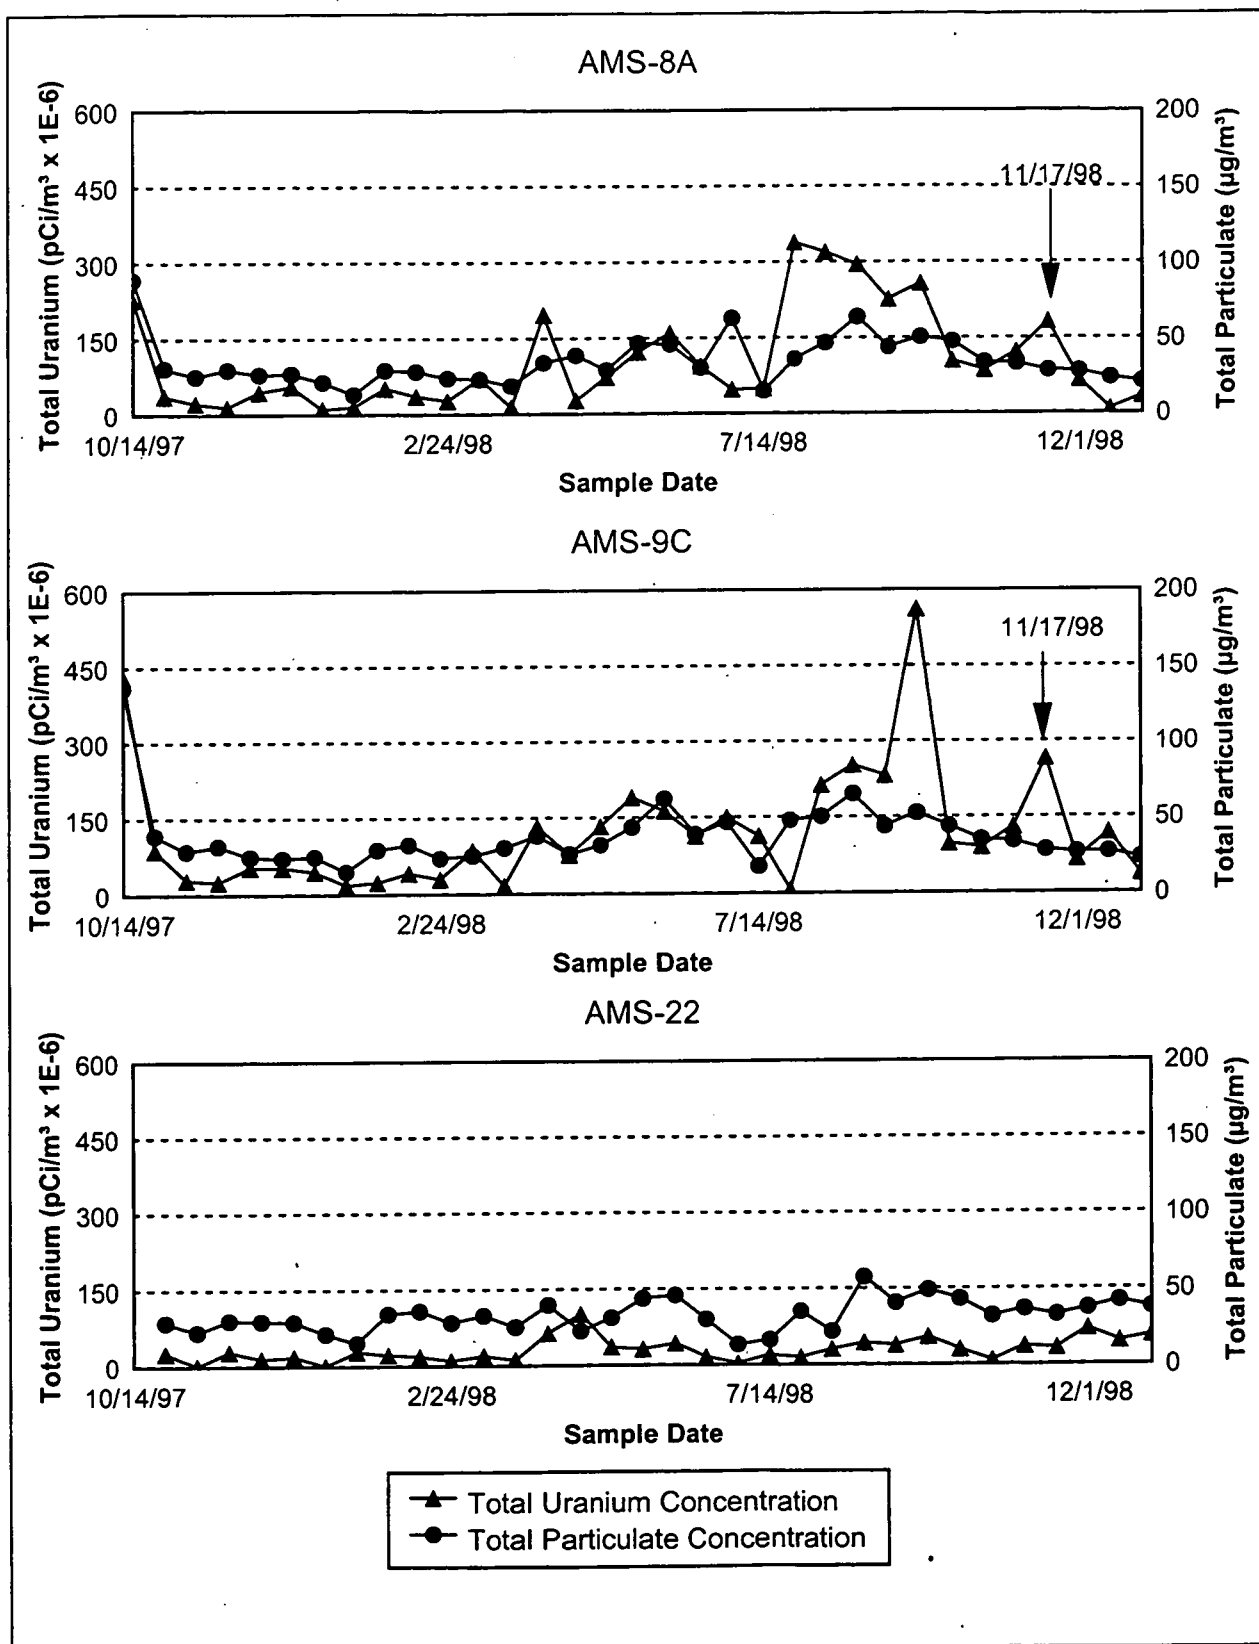 AMS-8A
Total Uranium (pCi/m³ x 1E-6)
600
450
300
150
0
200
150
100
50
0
Total Particulate (µg/m³)
11/17/98
10/14/97 2/24/98 7/14/98 12/1/98
Sample Date
AMS-9C
Total Uranium (pCi/m³ x 1E-6)
600
450
300
150
0
200
150
100
50
0
Total Particulate (µg/m³)
11/17/98
10/14/97 2/24/98 7/14/98 12/1/98
Sample Date
AMS-22
Total Uranium (pCi/m³ x 1E-6)
600
450
300
150
0
200
150
100
50
0
Total Particulate (µg/m³)
10/14/97 2/24/98 7/14/98 12/1/98
Sample Date
Total Uranium Concentration
Total Particulate Concentration